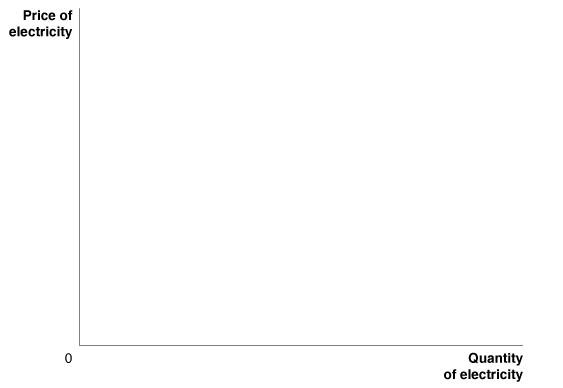 Price of
electricity
0
Quantity
of electricity